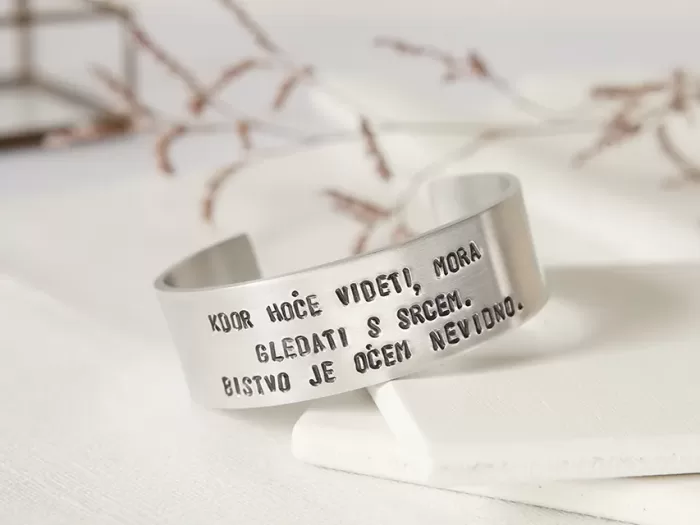 KDOR HOČE VIDETI, MORA
GLEDATI S SRCEM.
BISTVO JE OČEM NEVIDNO.